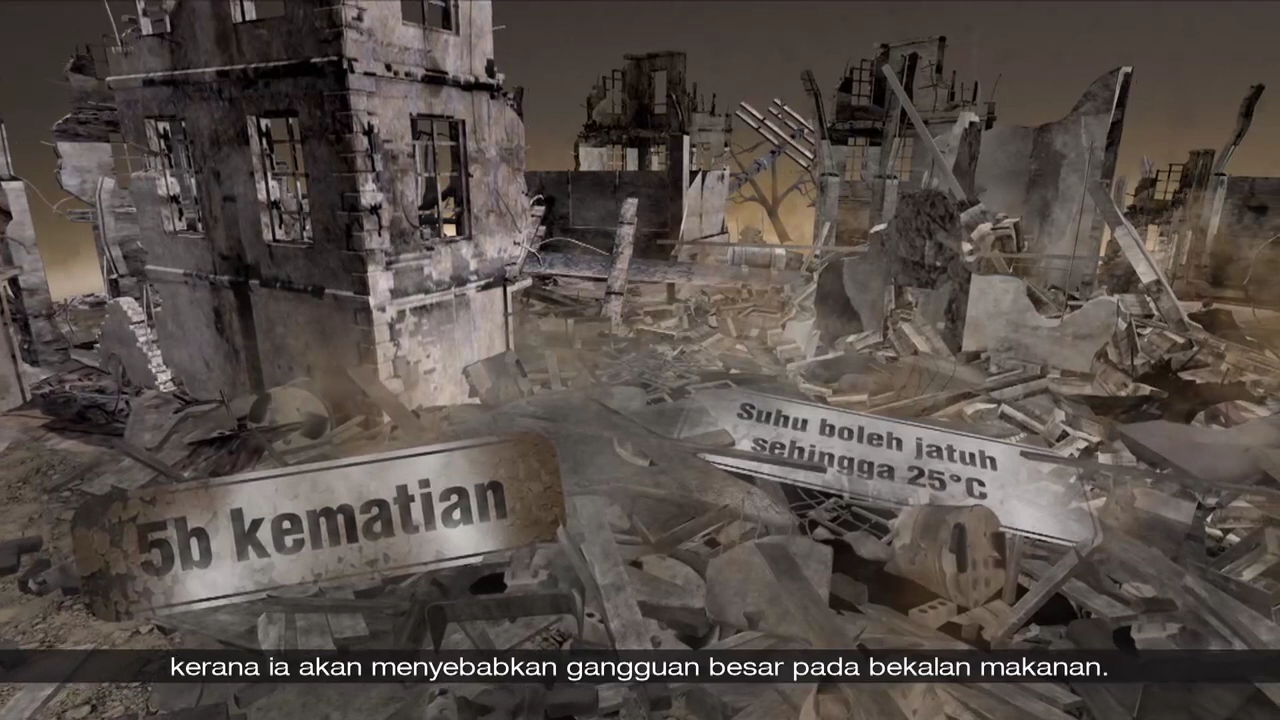 5b kematian
Suhu boleh jatuh
sehingga 25°C
kerana ia akan menyebabkan gangguan besar pada bekalan makanan.